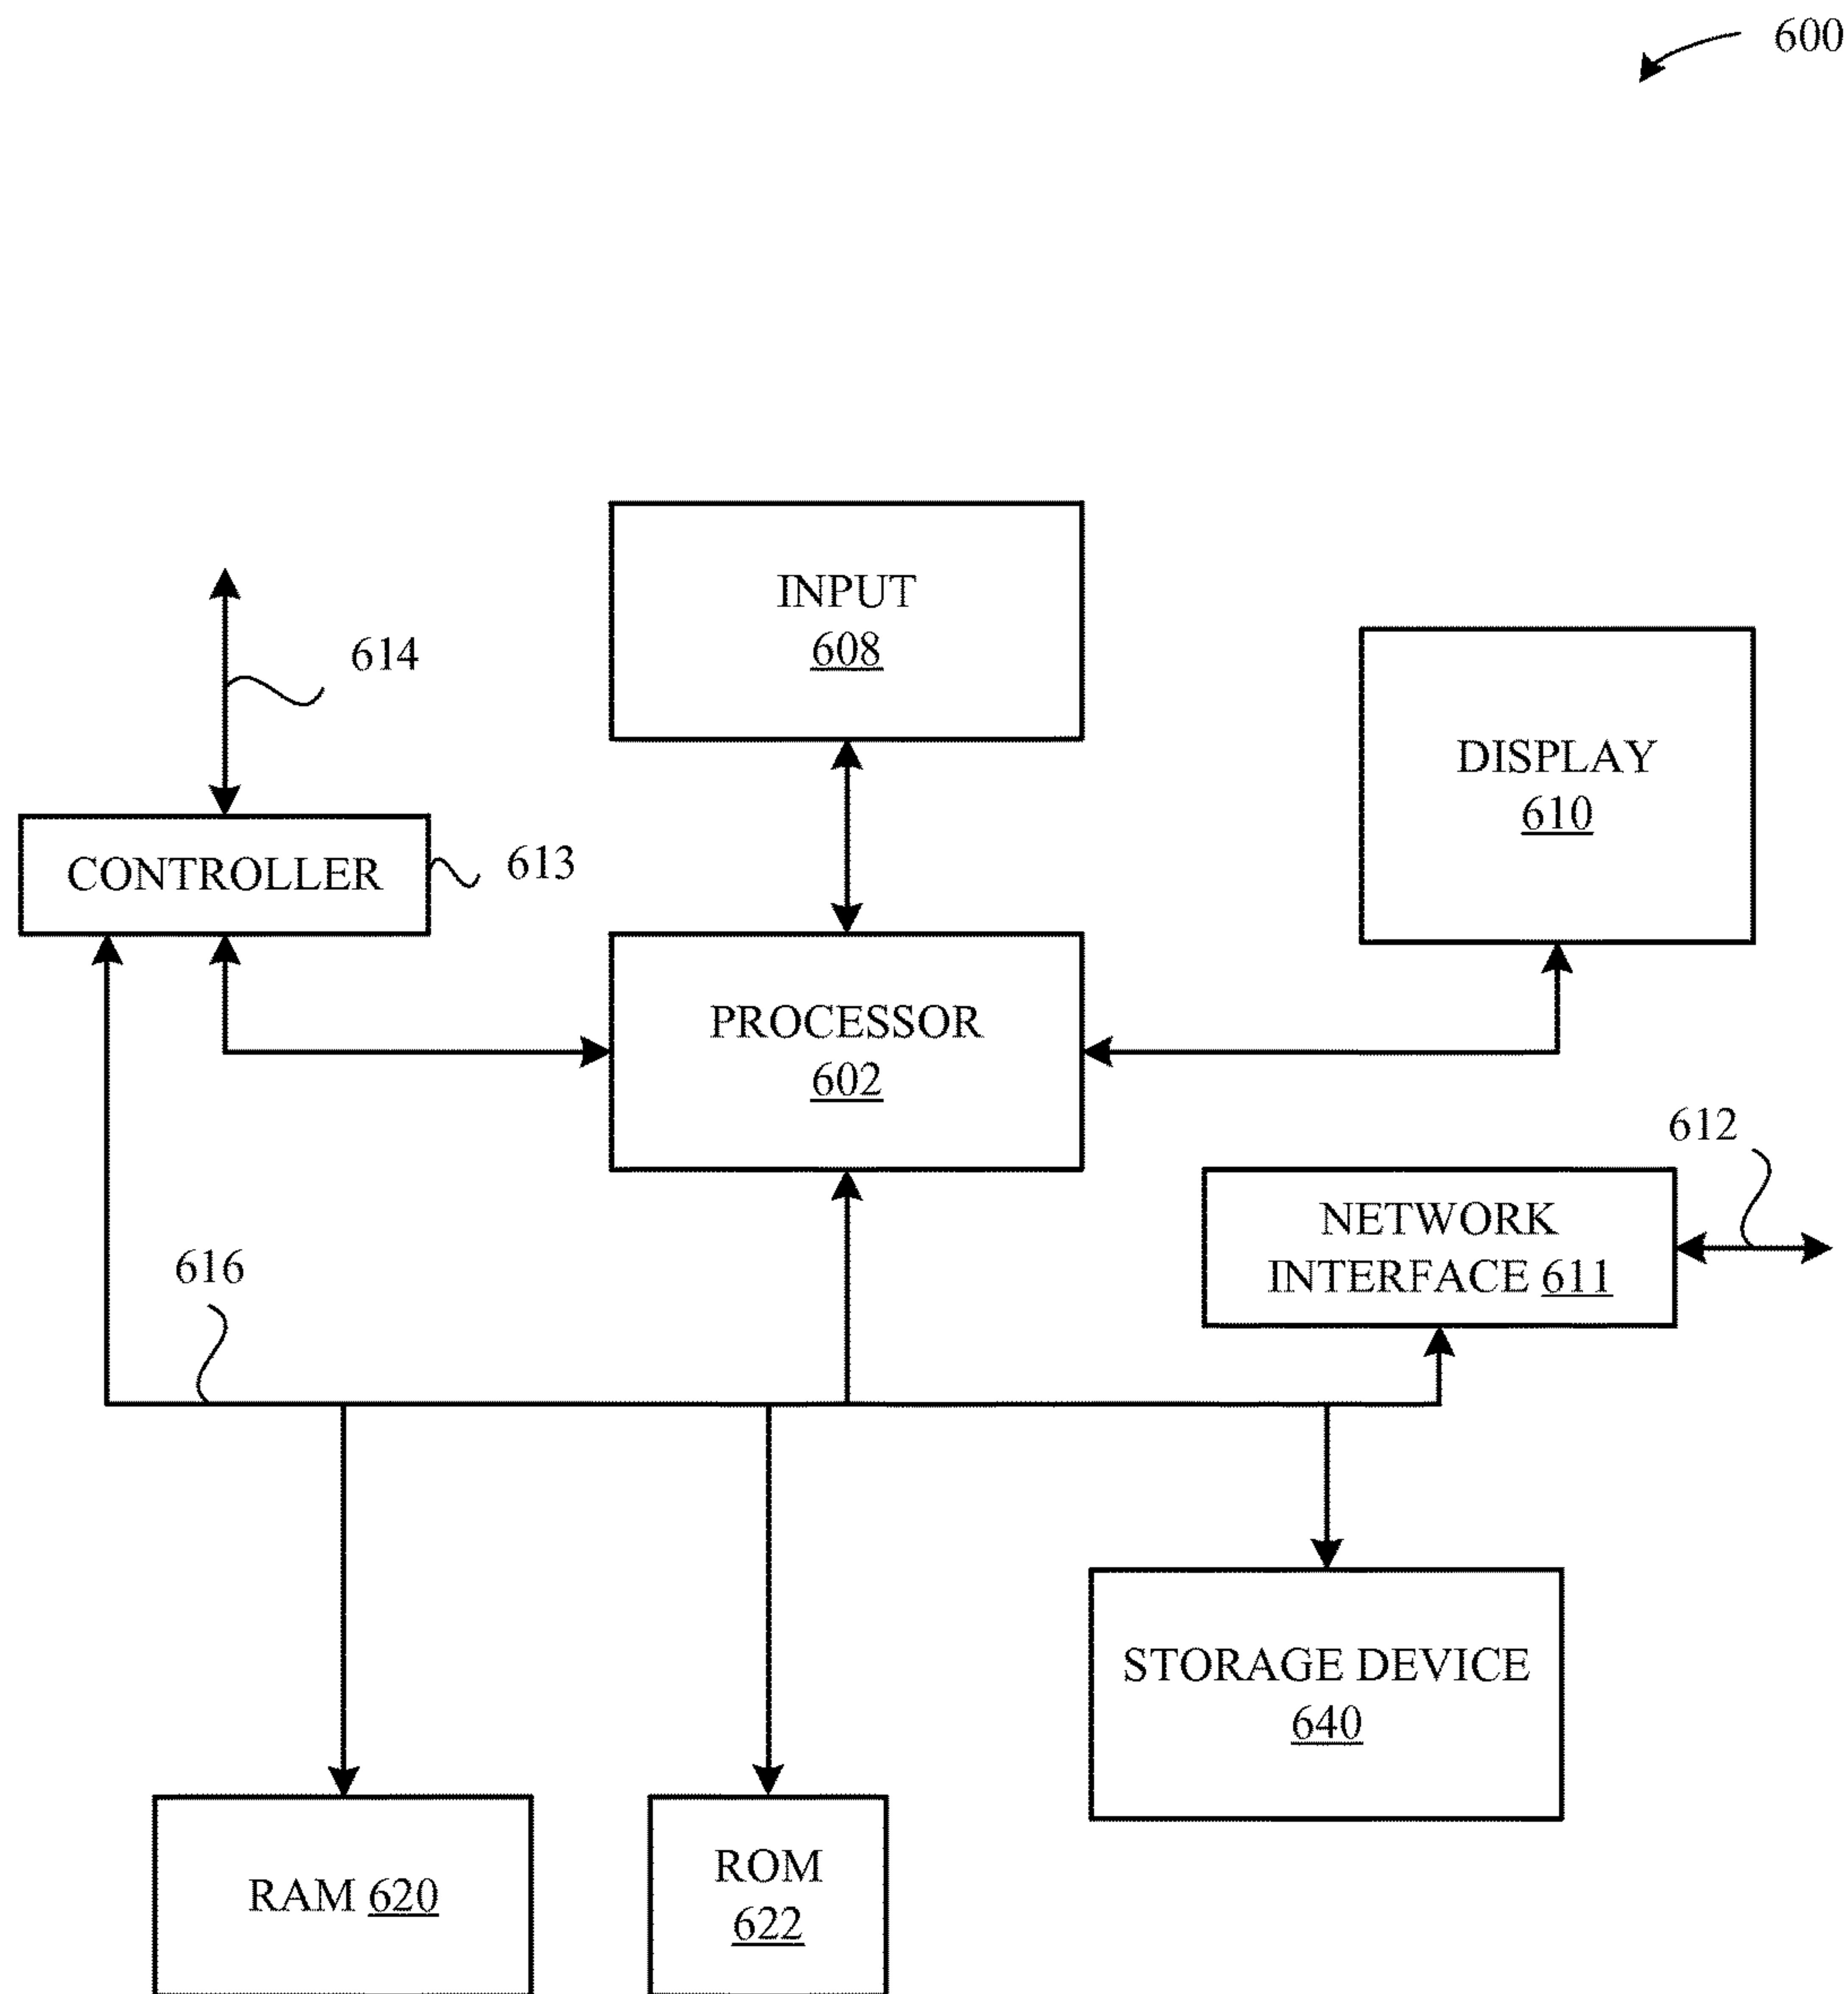 600
INPUT
608
614
DISPLAY
610
CONTROLLER
613
PROCESSOR
602
612
NETWORK
INTERFACE 611
616
STORAGE DEVICE
640
RAM 620
ROM
622